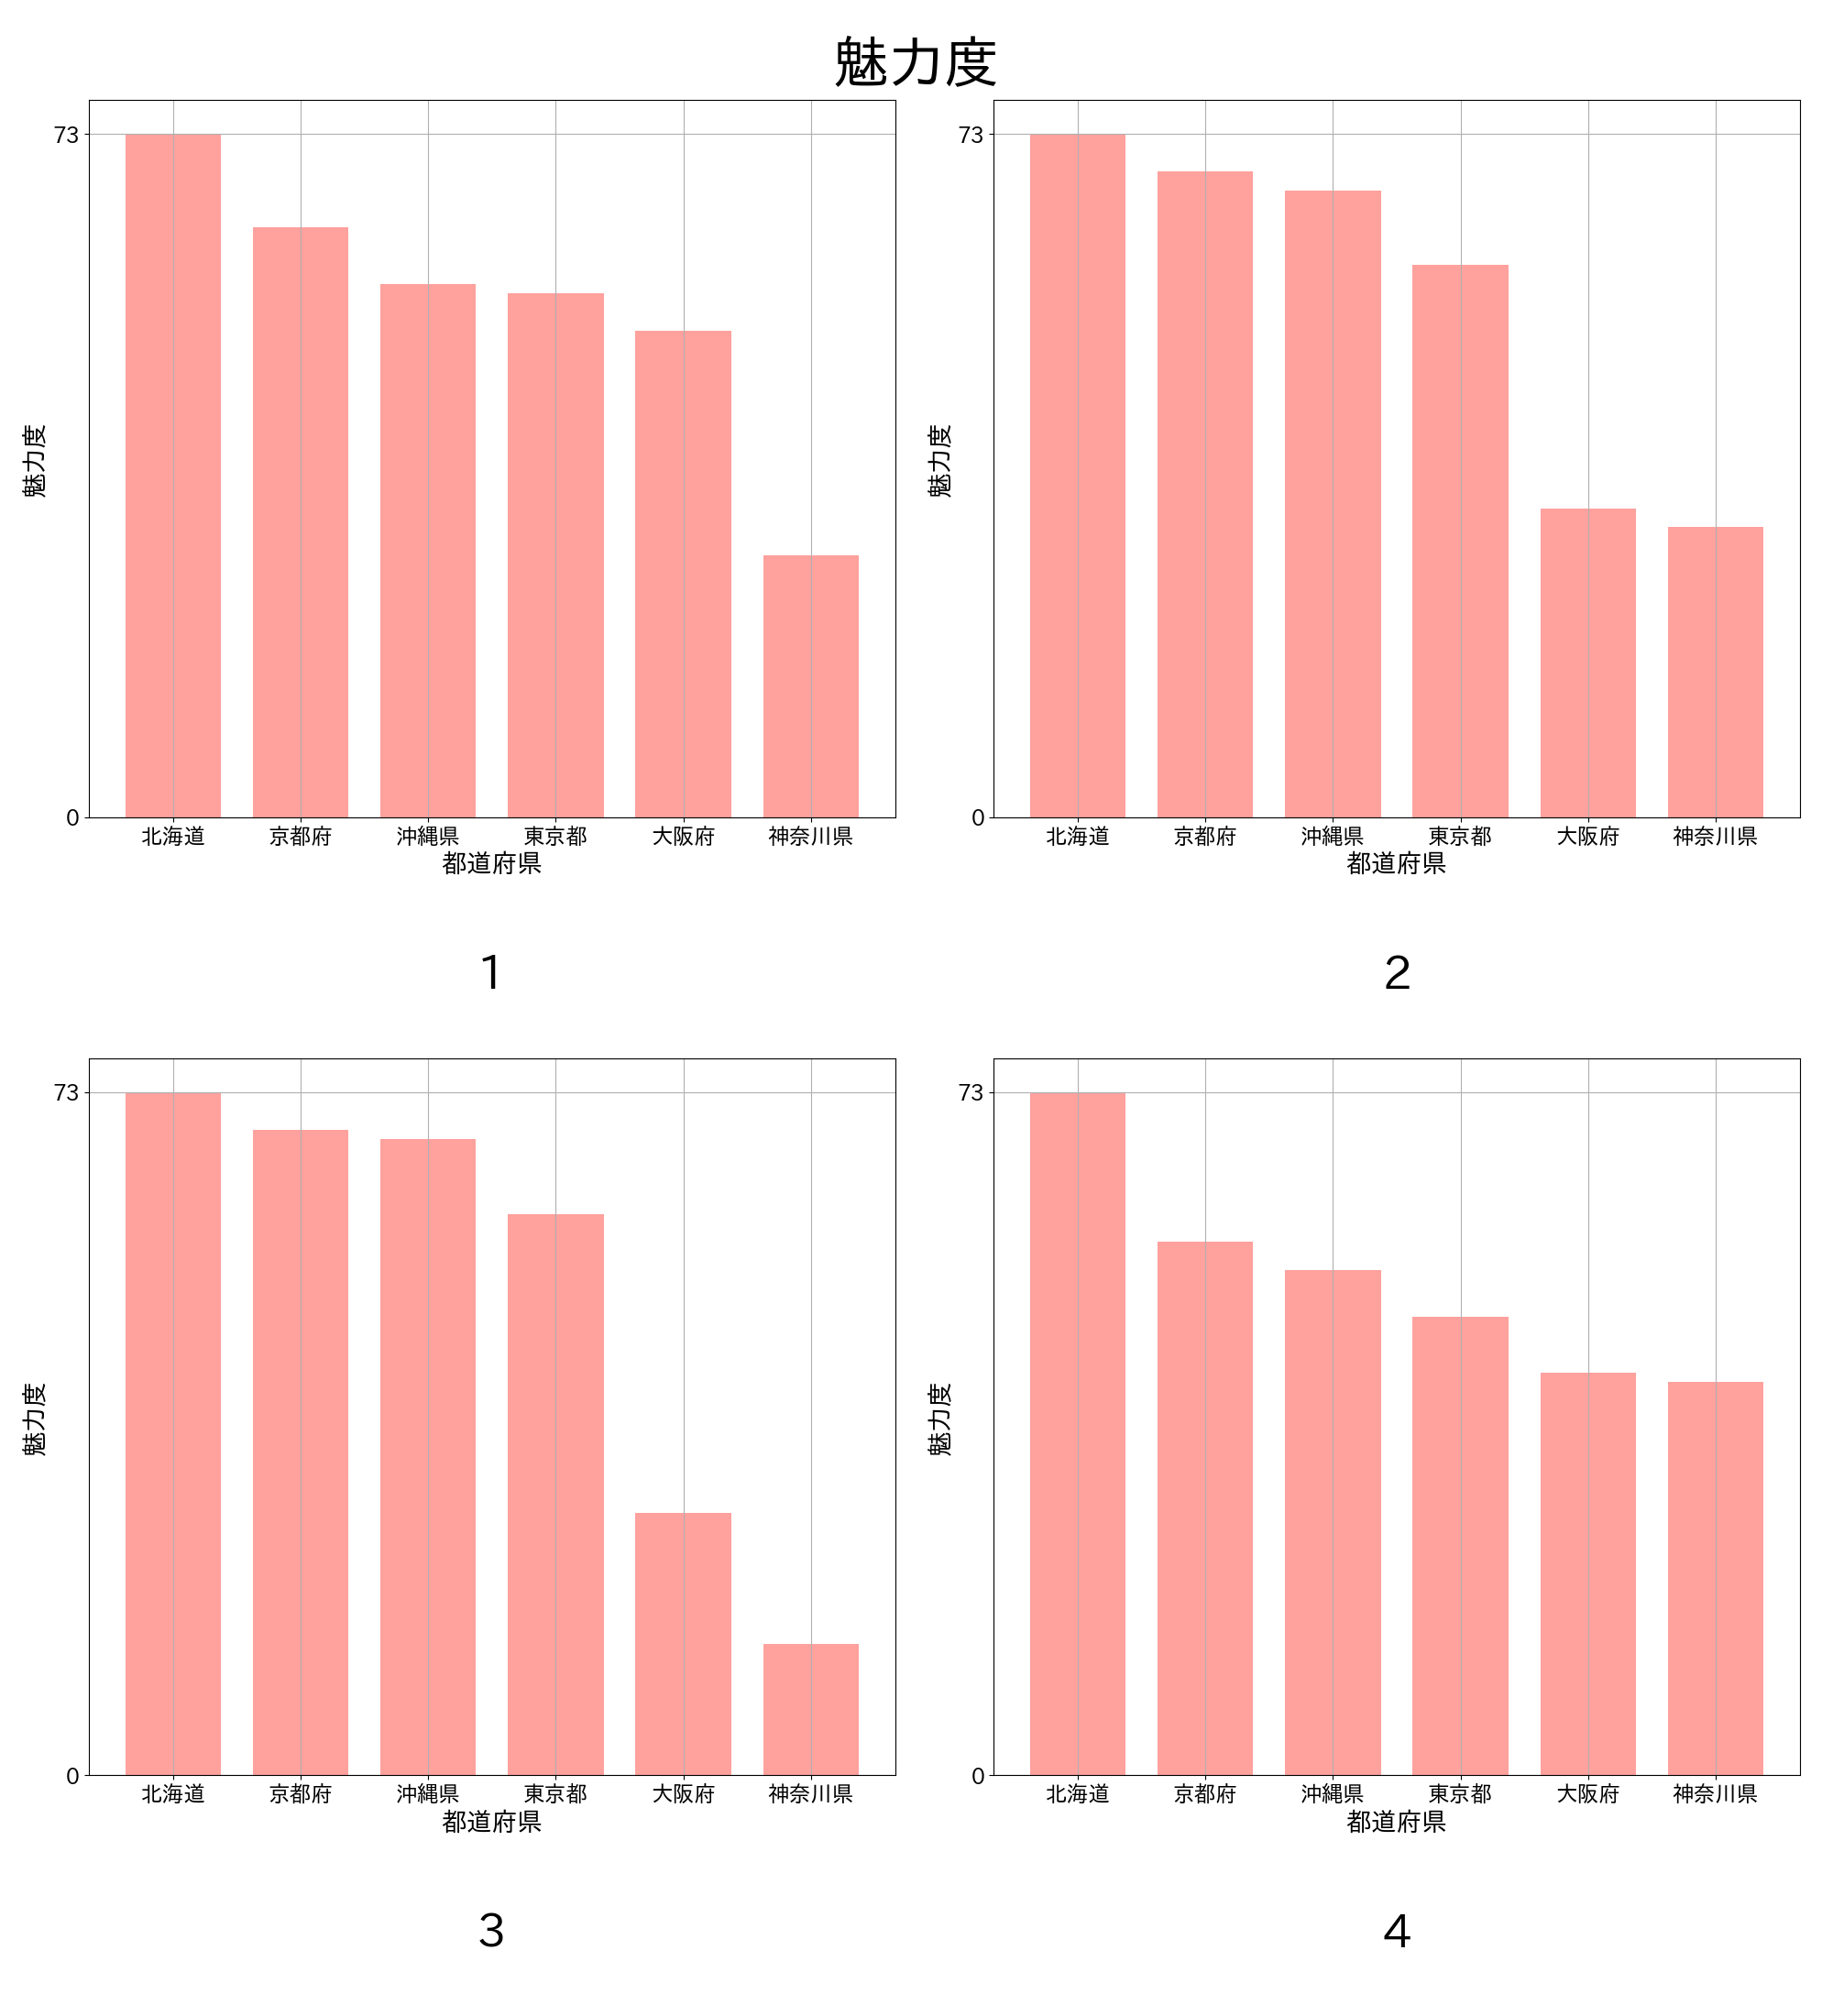 魅力度
73
0
魅力度
北海道 京都府 沖縄県 東京都 大阪府 神奈川県
都道府県
1
73
0
魅力度
北海道 京都府 沖縄県 東京都 大阪府 神奈川県
都道府県
2
73
0
魅力度
北海道 京都府 沖縄県 東京都 大阪府 神奈川県
都道府県
3
73
0
魅力度
北海道 京都府 沖縄県 東京都 大阪府 神奈川県
都道府県
4